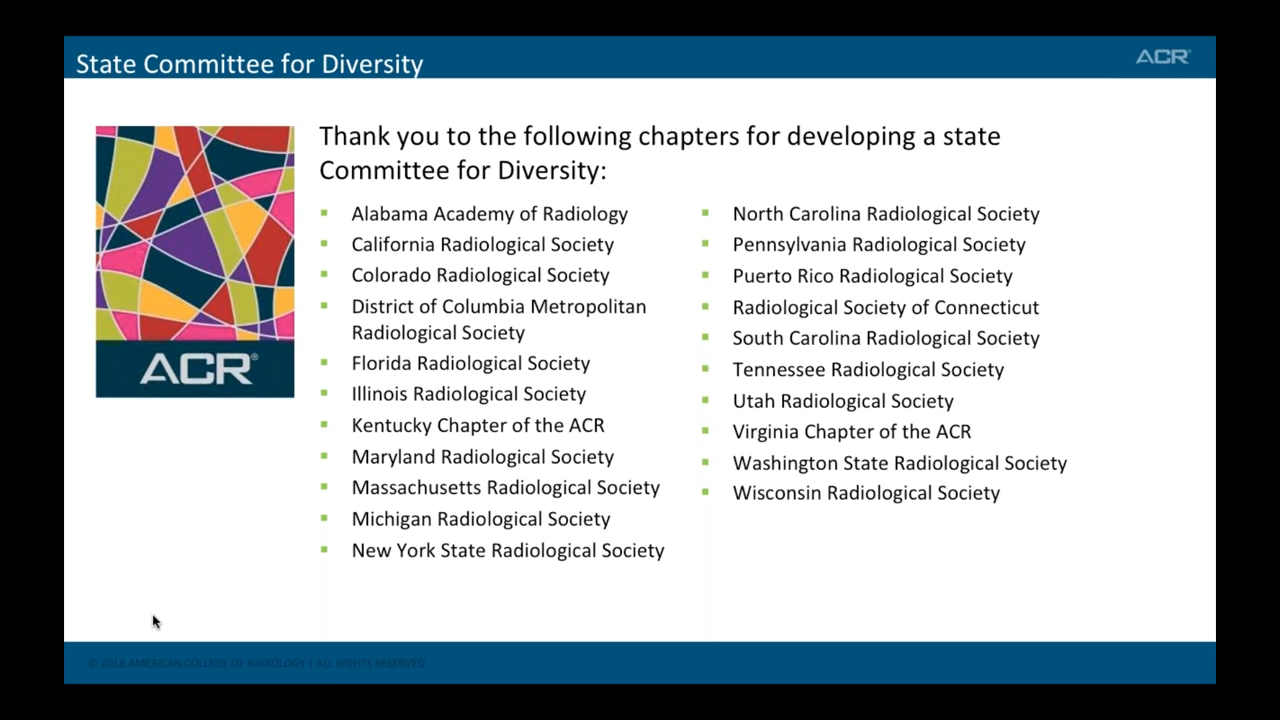 State Committee for Diversity
ACR®
Thank you to the following chapters for developing a state
Committee for Diversity:
Alabama Academy of Radiology
California Radiological Society
Colorado Radiological Society
District of Columbia Metropolitan
Radiological Society
Florida Radiological Society
Illinois Radiological Society
Kentucky Chapter of the ACR
Maryland Radiological Society
Massachusetts Radiological Society
Michigan Radiological Society
New York State Radiological Society
North Carolina Radiological Society
Pennsylvania Radiological Society
Puerto Rico Radiological Society
Radiological Society of Connecticut
South Carolina Radiological Society
Tennessee Radiological Society
Utah Radiological Society
Virginia Chapter of the ACR
Washington State Radiological Society
Wisconsin Radiological Society
ACR®
© 2018 AMERICAN COLLEGE OF RADIOLOGY | ALL RIGHTS RESERVED.